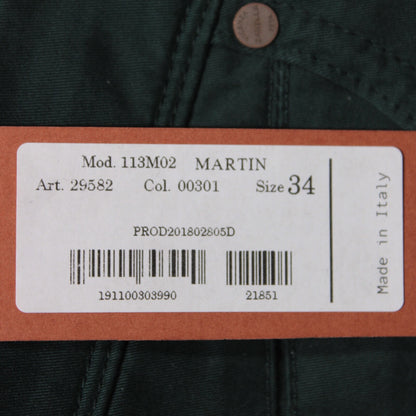 Mod. 113M02 MARTIN
Art. 29582 Col. 00301 Size 34
PROD201802805D
191100303990 21851
Made in Italy